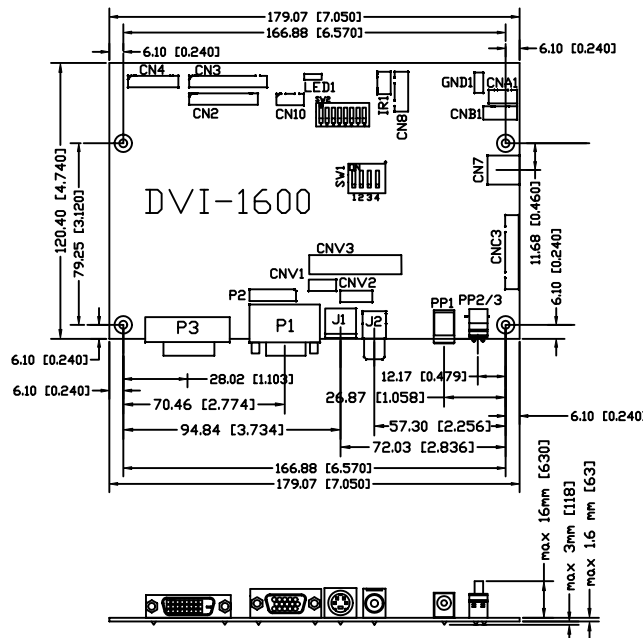 179.07 [7.050]
166.88 [6.570]
6.10 [0.240]
6.10 [0.240]
CN4
CN3
LED1
GND1
CNA1
CN2
CN10
SW2
IR1
CN8
CNB1
120.40 [4.740]
79.25 [3.120]
SW1
ON
1234
CN7
DVI-1600
11.68 [0.460]
CNC3
CNV3
CNV1
CNV2
P2
6.10 [0.240]
PP1
PP2/3
P3
P1
J1
J2
6.10 [0.240]
28.02 [1.103]
12.17 [0.479]
6.10 [0.240]
26.87 [1.058]
70.46 [2.774]
57.30 [2.256]
6.10 [0.240]
94.84 [3.734]
72.03 [2.836]
166.88 [6.570]
179.07 [7.050]
max 16mm [630]
max 3mm [118]
max 1.6 mm [63]